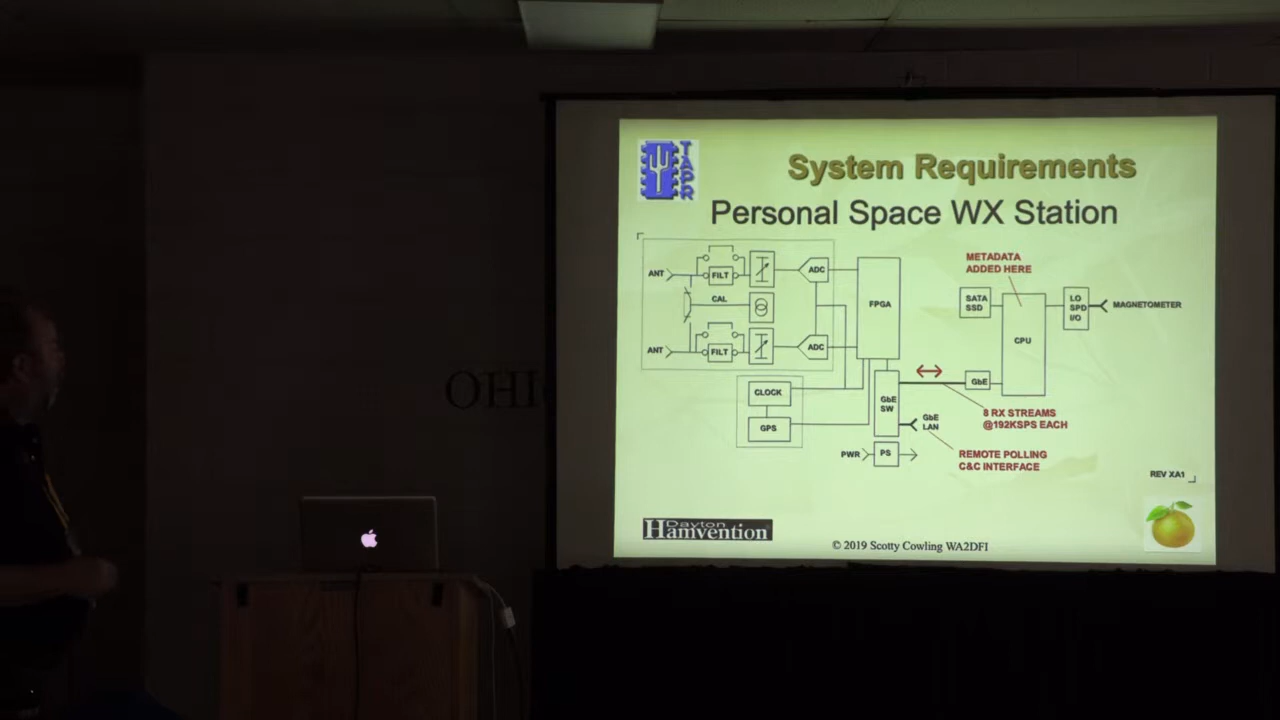 TAPR
System Requirements
Personal Space WX Station
ANT
FILT
ADC
CAL
ANT
FILT
ADC
FPGA
CLOCK
GPS
GbE
SW
PWR
PS
GbE
LAN
GbE
METADATA
ADDED HERE
SATA
SSD
CPU
LO
SPD
I/O
MAGNETOMETER
8 RX STREAMS
@192KSPS EACH
REMOTE POLLING
C&C INTERFACE
REV XA1
Dayton
Hamvention
© 2019 Scotty Cowling WA2DFI
OHI